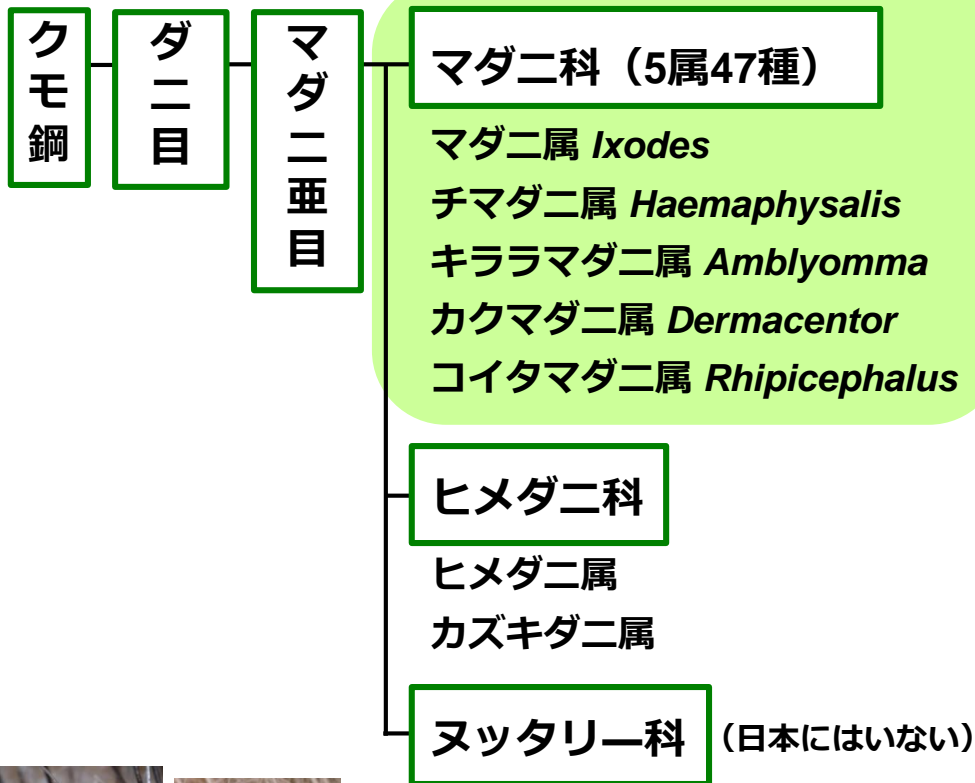 クモ鋼
ダニ目
マダニ亜目
マダニ科（5属47種）
マダニ属 Ixodes
チマダニ属 Haemaphysalis
キララマダニ属 Amblyomma
カクマダニ属 Dermacentor
コイタマダニ属 Rhipicephalus
ヒメダニ科
ヒメダニ属
カズキダニ属
ヌッタリー科 （日本にはいない）